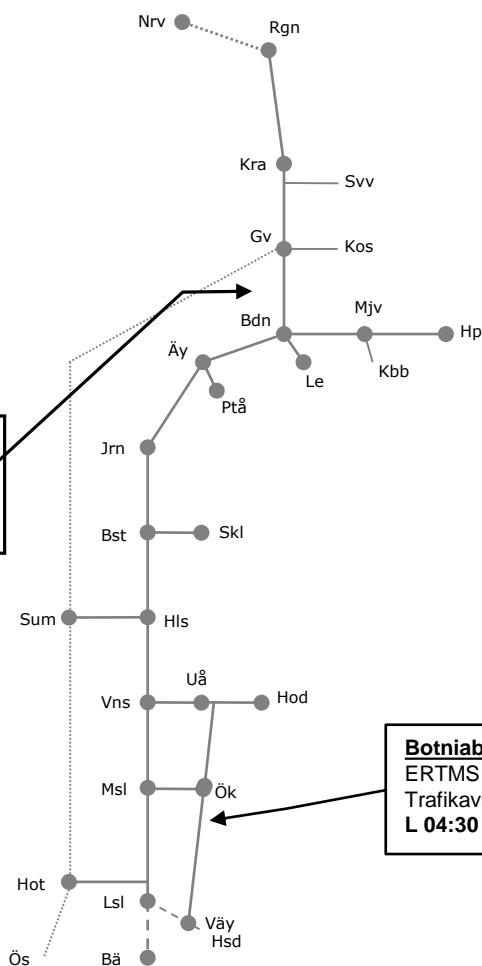 Nrv
Rgn
Kra
Svv
Gv
Kos
Bdn
Mjv
Hp
Äy
Kbb
Le
Ptå
Jrn
Bst
Skl
Sum
Hls
Uå
Vns
Hod
Msl
Ök
Botniab
ERTMS
Trafikav
L 04:30
Hot
Lsl
Väy
Hsd
Ös
Bä